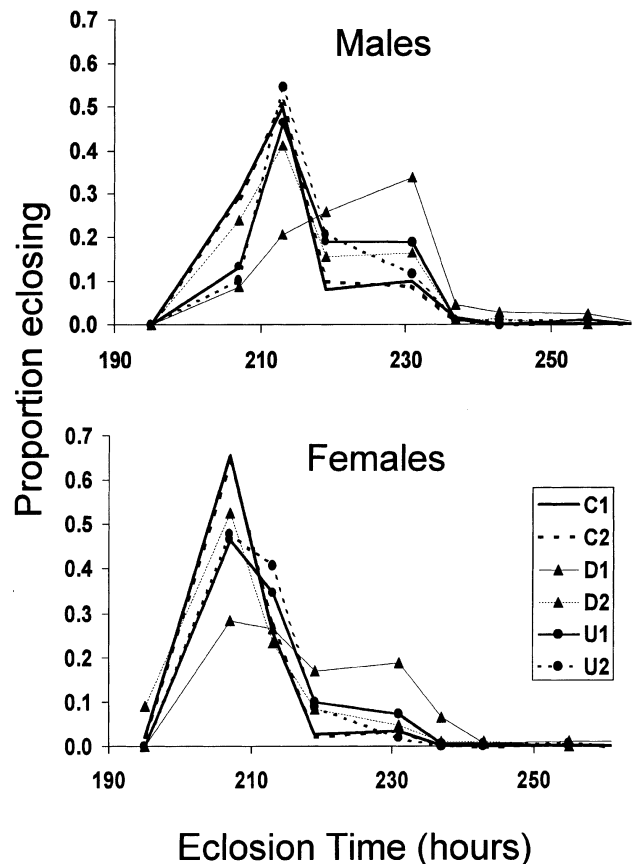 Males
0.7
0.6
0.5
0.4
0.3
0.2
0.1
0.0
190 210 230 250
Proportion eclosing
Females
0.7
0.6
0.5
0.4
0.3
0.2
0.1
0.0
190 210 230 250
C1
C2
D1
D2
U1
U2
Eclosion Time (hours)